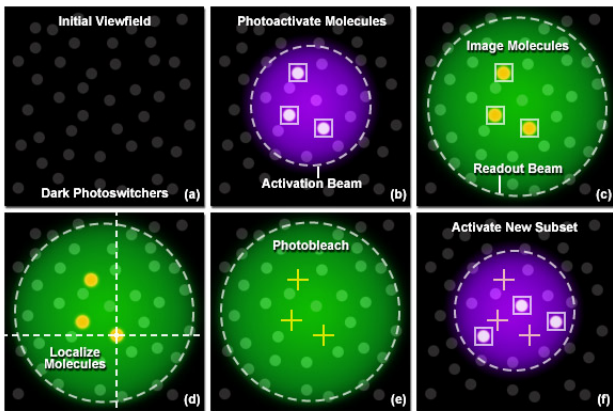 Initial Viewfield
Dark Photoswitchers
(a)
Photoactivate Molecules
Activation Beam
(b)
Image Molecules
Readout Beam
(c)
Localize
Molecules
(d)
Photobleach
(e)
Activate New Subset
(f)